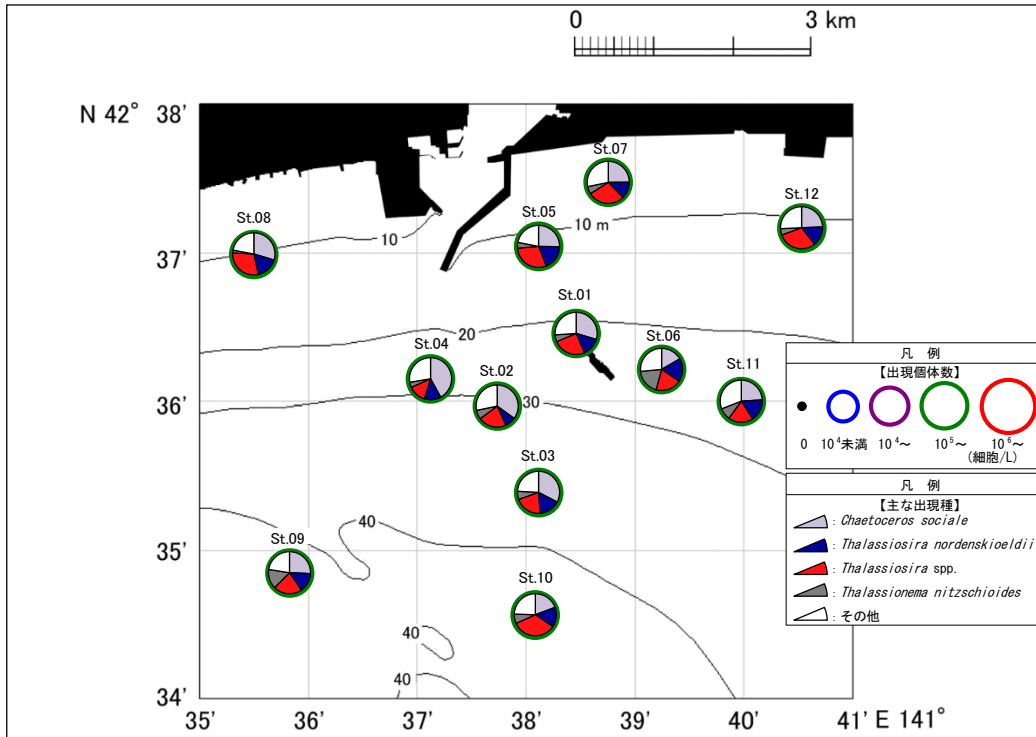 0 3 km
N 42° 38'
St.07
St.12
St.08
St.05
10
10 m
37'
St.01
20
St.06
St.04
St.02
St.11
36'
30
St.03
40
35'
St.09
St.10
40
40
34'
35' 36' 37' 38' 39' 40' 41' E 141°
凡 例
【出現個体数】
0 10⁴未満 10⁴～ 10⁵～ 10⁶～
(細胞/L)
凡 例
【主な出現種】
: Chaetoceros sociale
: Thalassiosira nordenskioeldii
: Thalassiosira spp.
: Thalassionema nitzschioides
: その他